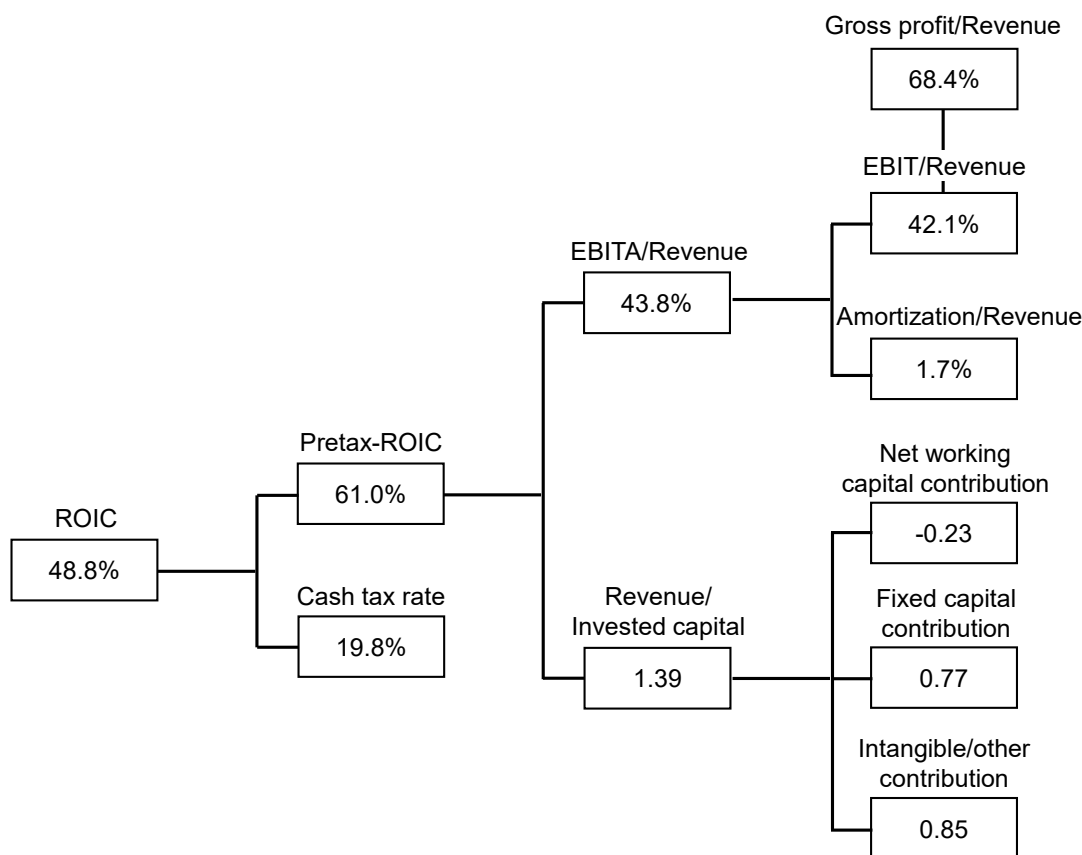 Gross profit/Revenue
68.4%
EBIT/Revenue
42.1%
EBITA/Revenue
43.8%
Amortization/Revenue
1.7%
Pretax-ROIC
61.0%
Net working
capital contribution
-0.23
ROIC
48.8%
Cash tax rate
19.8%
Revenue/
Invested capital
1.39
Fixed capital
contribution
0.77
Intangible/other
contribution
0.85